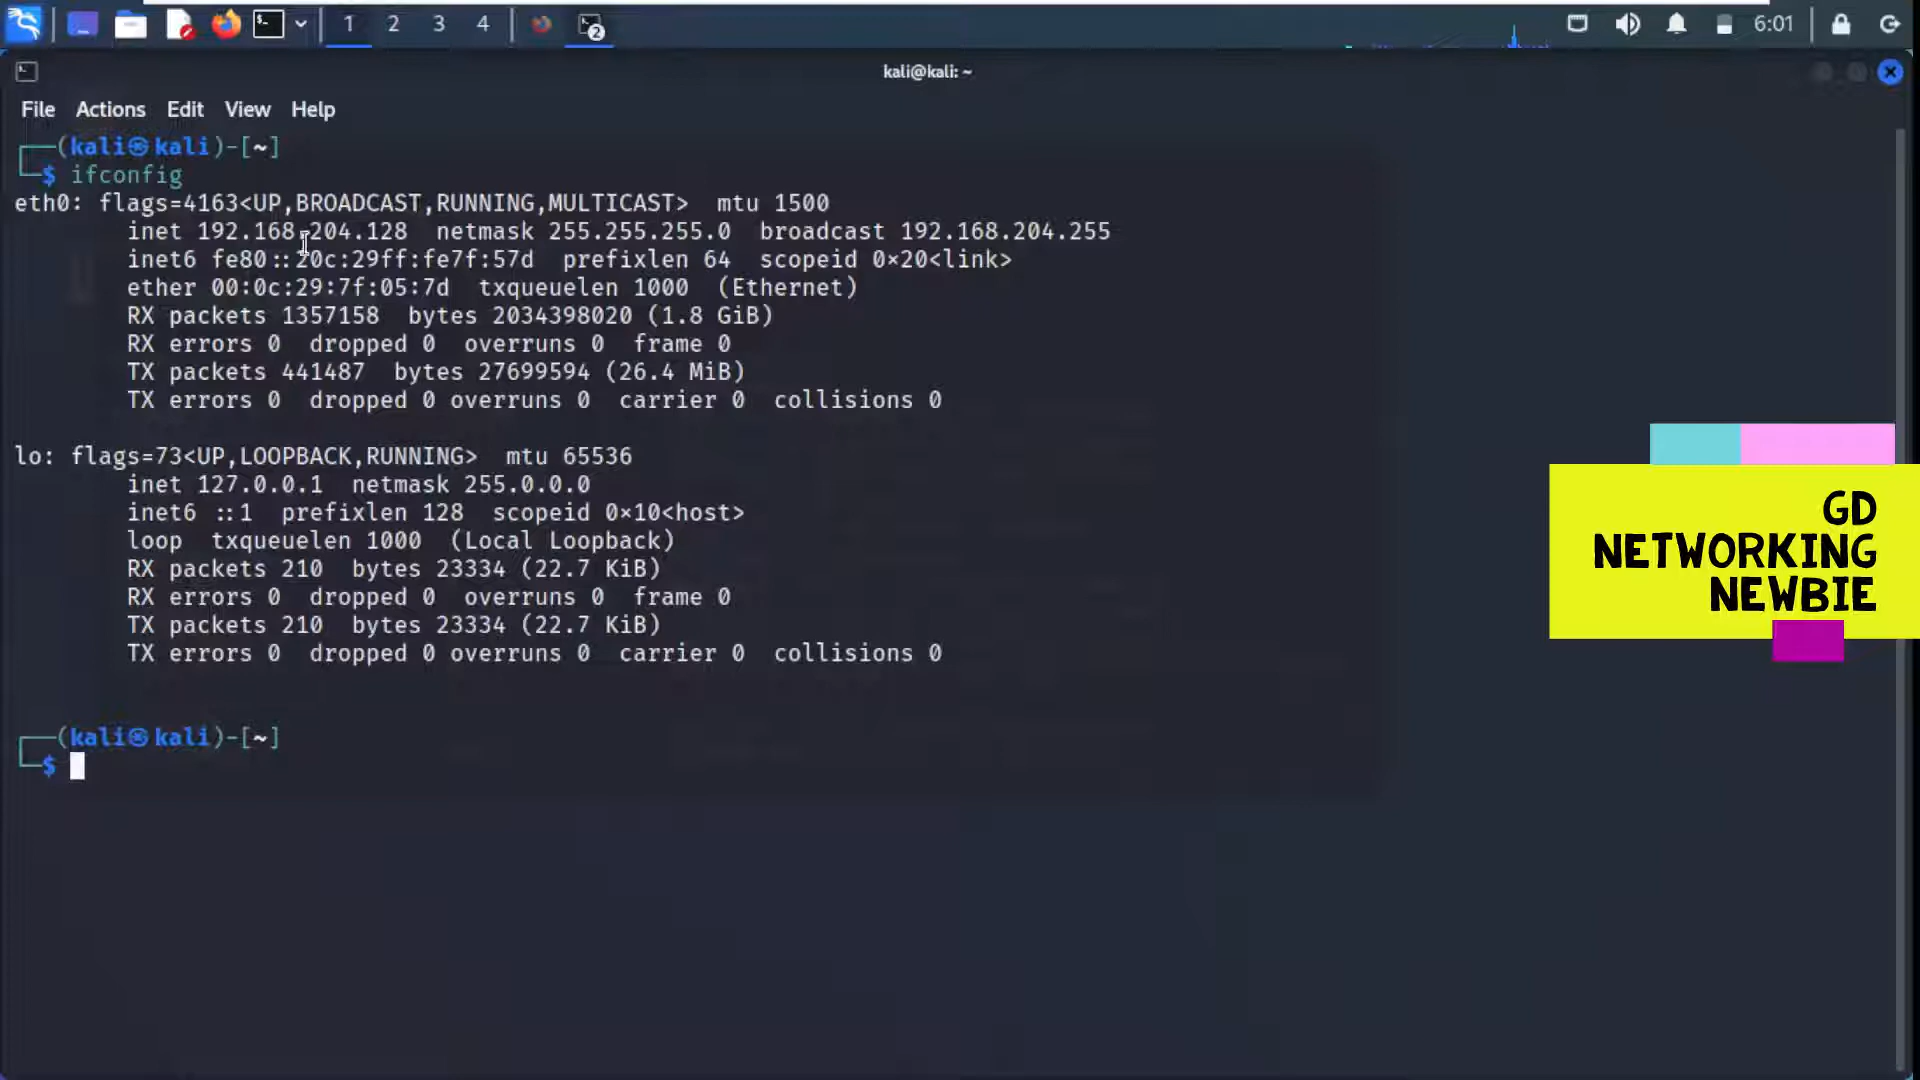 1 2 3 4 2 6:01
kali@kali: ~
File Actions Edit View Help
┌──(kali㉿kali)-[~]
└─$ ifconfig
eth0: flags=4163<UP,BROADCAST,RUNNING,MULTICAST>  mtu 1500
inet 192.168.204.128  netmask 255.255.255.0  broadcast 192.168.204.255
inet6 fe80::20c:29ff:fe7f:57d  prefixlen 64  scopeid 0×20<link>
ether 00:0c:29:7f:05:7d  txqueuelen 1000  (Ethernet)
RX packets 1357158  bytes 2034398020 (1.8 GiB)
RX errors 0  dropped 0  overruns 0  frame 0
TX packets 441487  bytes 27699594 (26.4 MiB)
TX errors 0  dropped 0 overruns 0  carrier 0  collisions 0
lo: flags=73<UP,LOOPBACK,RUNNING>  mtu 65536
inet 127.0.0.1  netmask 255.0.0.0
inet6 ::1  prefixlen 128  scopeid 0×10<host>
loop  txqueuelen 1000  (Local Loopback)
RX packets 210  bytes 23334 (22.7 KiB)
RX errors 0  dropped 0  overruns 0  frame 0
TX packets 210  bytes 23334 (22.7 KiB)
TX errors 0  dropped 0 overruns 0  carrier 0  collisions 0
┌──(kali㉿kali)-[~]
└─$
GD
NETWORKING
NEWBIE